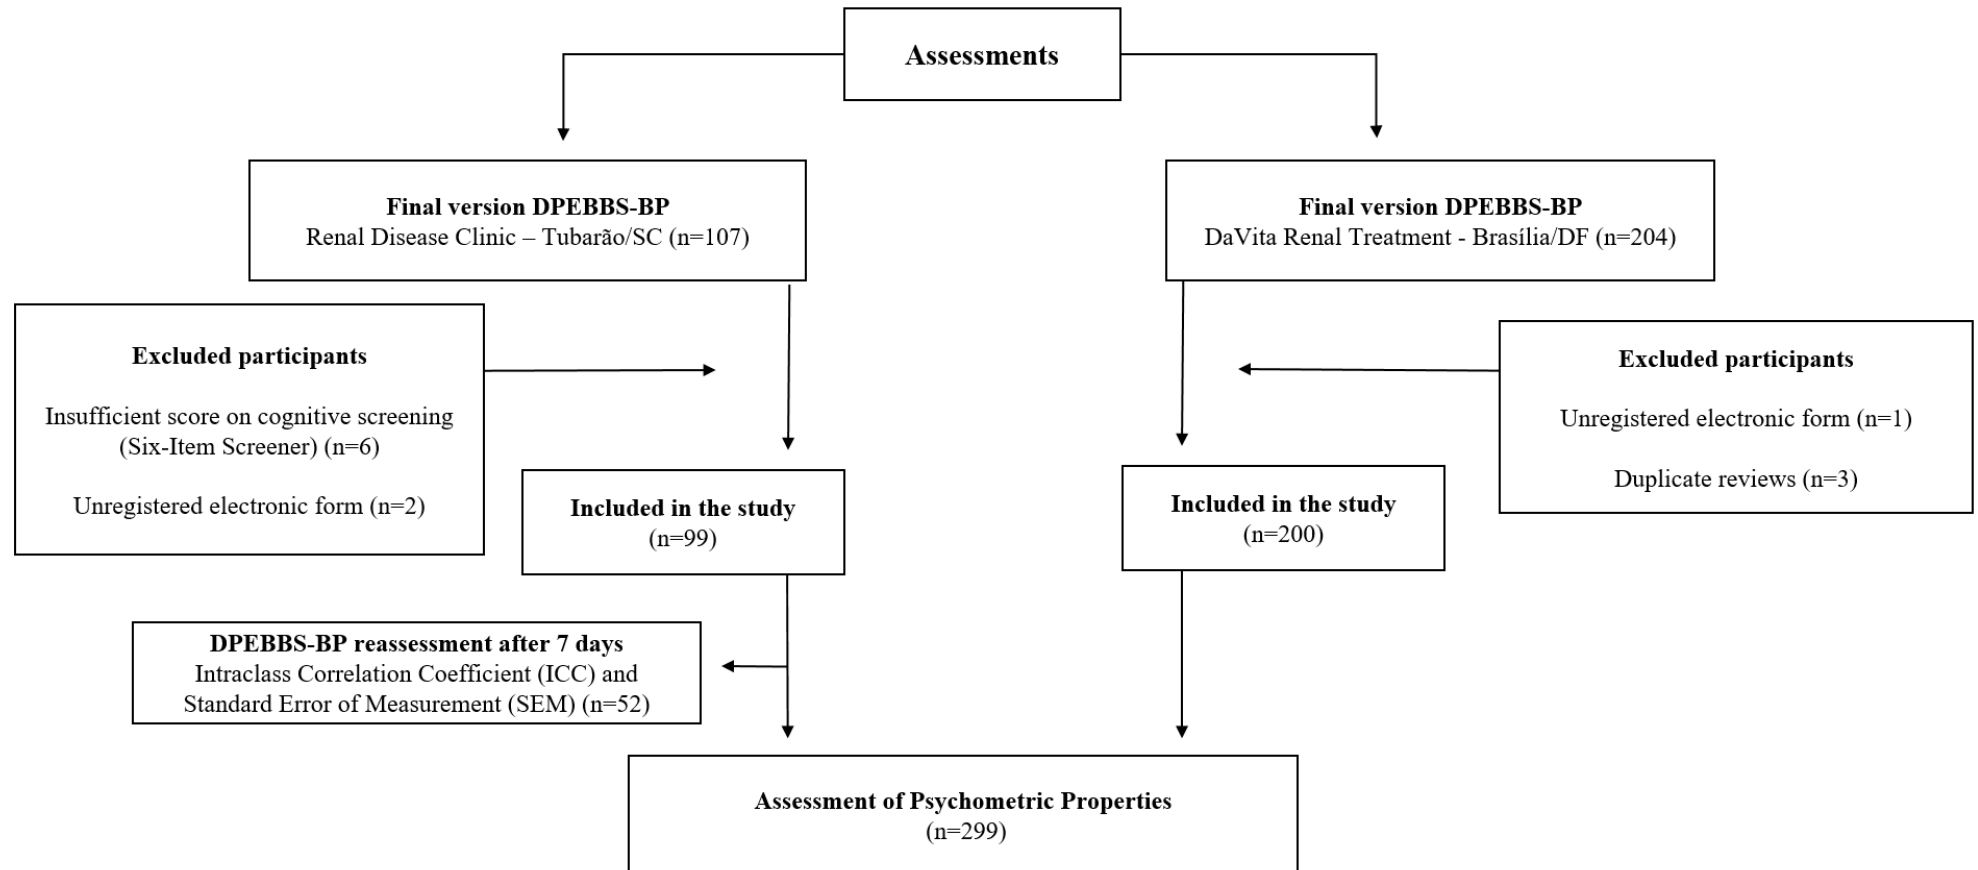 Assessments
Final version DPEBBS-BP
Renal Disease Clinic – Tubarão/SC (n=107)
Final version DPEBBS-BP
DaVita Renal Treatment - Brasília/DF (n=204)
Excluded participants
Insufficient score on cognitive screening
(Six-Item Screener) (n=6)
Unregistered electronic form (n=2)
Excluded participants
Unregistered electronic form (n=1)
Duplicate reviews (n=3)
Included in the study
(n=99)
Included in the study
(n=200)
DPEBBS-BP reassessment after 7 days
Intraclass Correlation Coefficient (ICC) and
Standard Error of Measurement (SEM) (n=52)
Assessment of Psychometric Properties
(n=299)